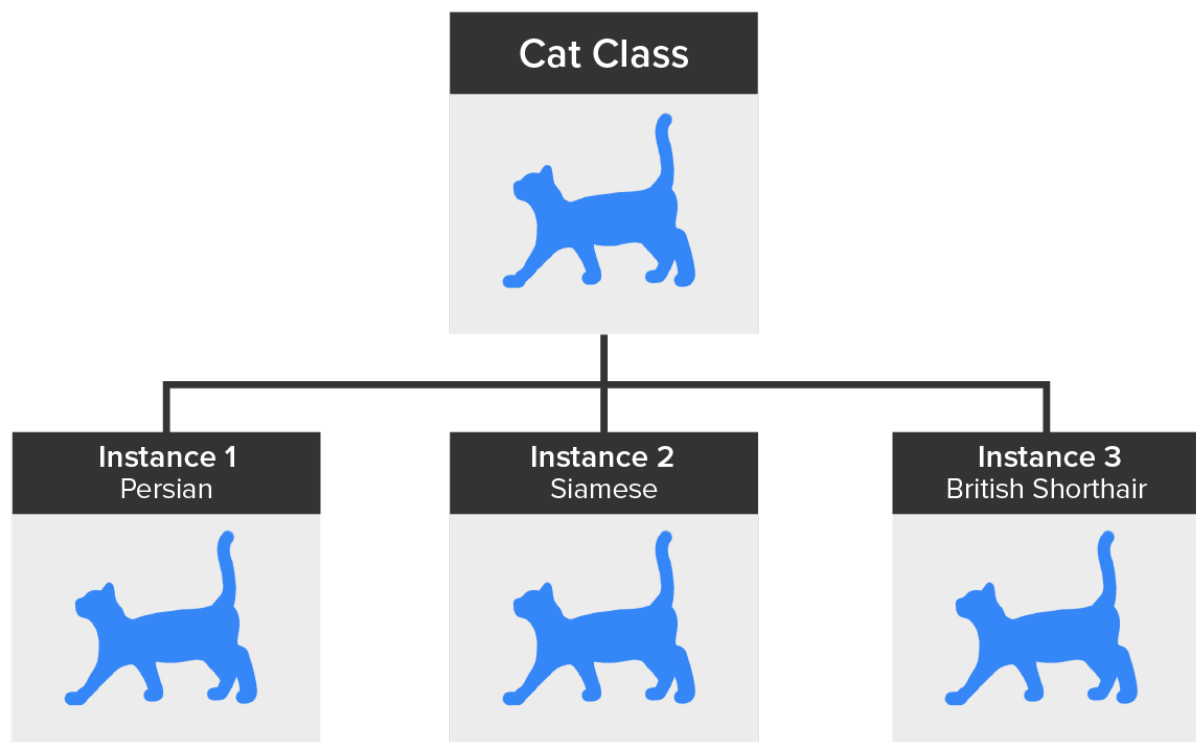 Cat Class
Instance 1
Persian
Instance 2
Siamese
Instance 3
British Shorthair